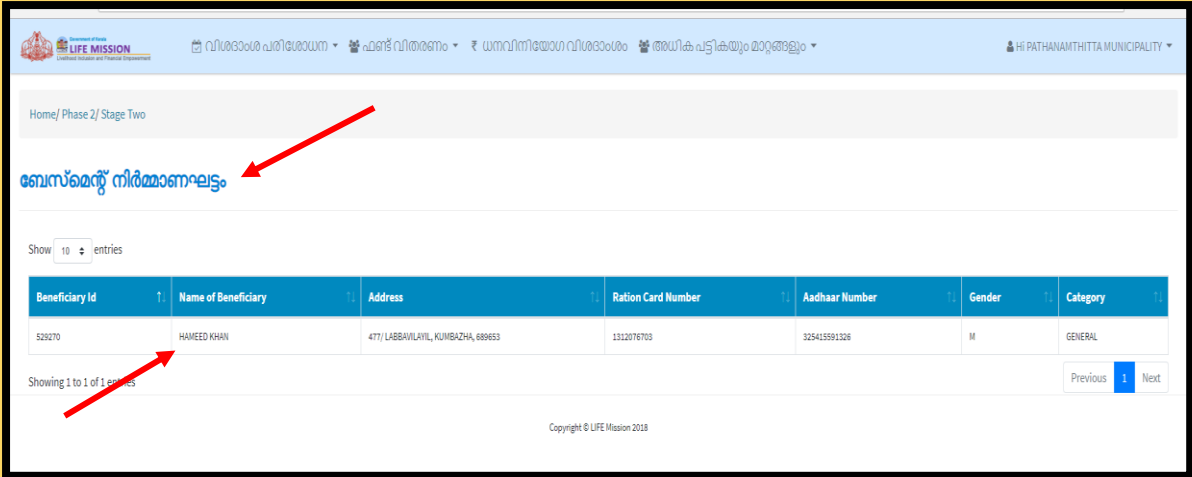 Government of Kerala
LIFE MISSION
Livelihood Inclusion and Financial Empowerment
വിശദാംശ പരിശോധന
ഫണ്ട് വിതരണം
₹ ധനവിനിയോഗ വിശദാംശം
അധിക പട്ടികയും മാറ്റങ്ങളും
Hi PATHANAMTHITTA MUNICIPALITY
Home/ Phase 2/ Stage Two
ബേസ്മെന്റ് നിർമ്മാണഘട്ടം
Show 10 entries
Beneficiary Id Name of Beneficiary Address Ration Card Number Aadhaar Number Gender Category
529270 HAMEED KHAN 477/ LABBAVILAYIL, KUMBAZHA, 689653 1312076703 325415591326 M GENERAL
Showing 1 to 1 of 1 entries
Previous 1 Next
Copyright © LIFE Mission 2018